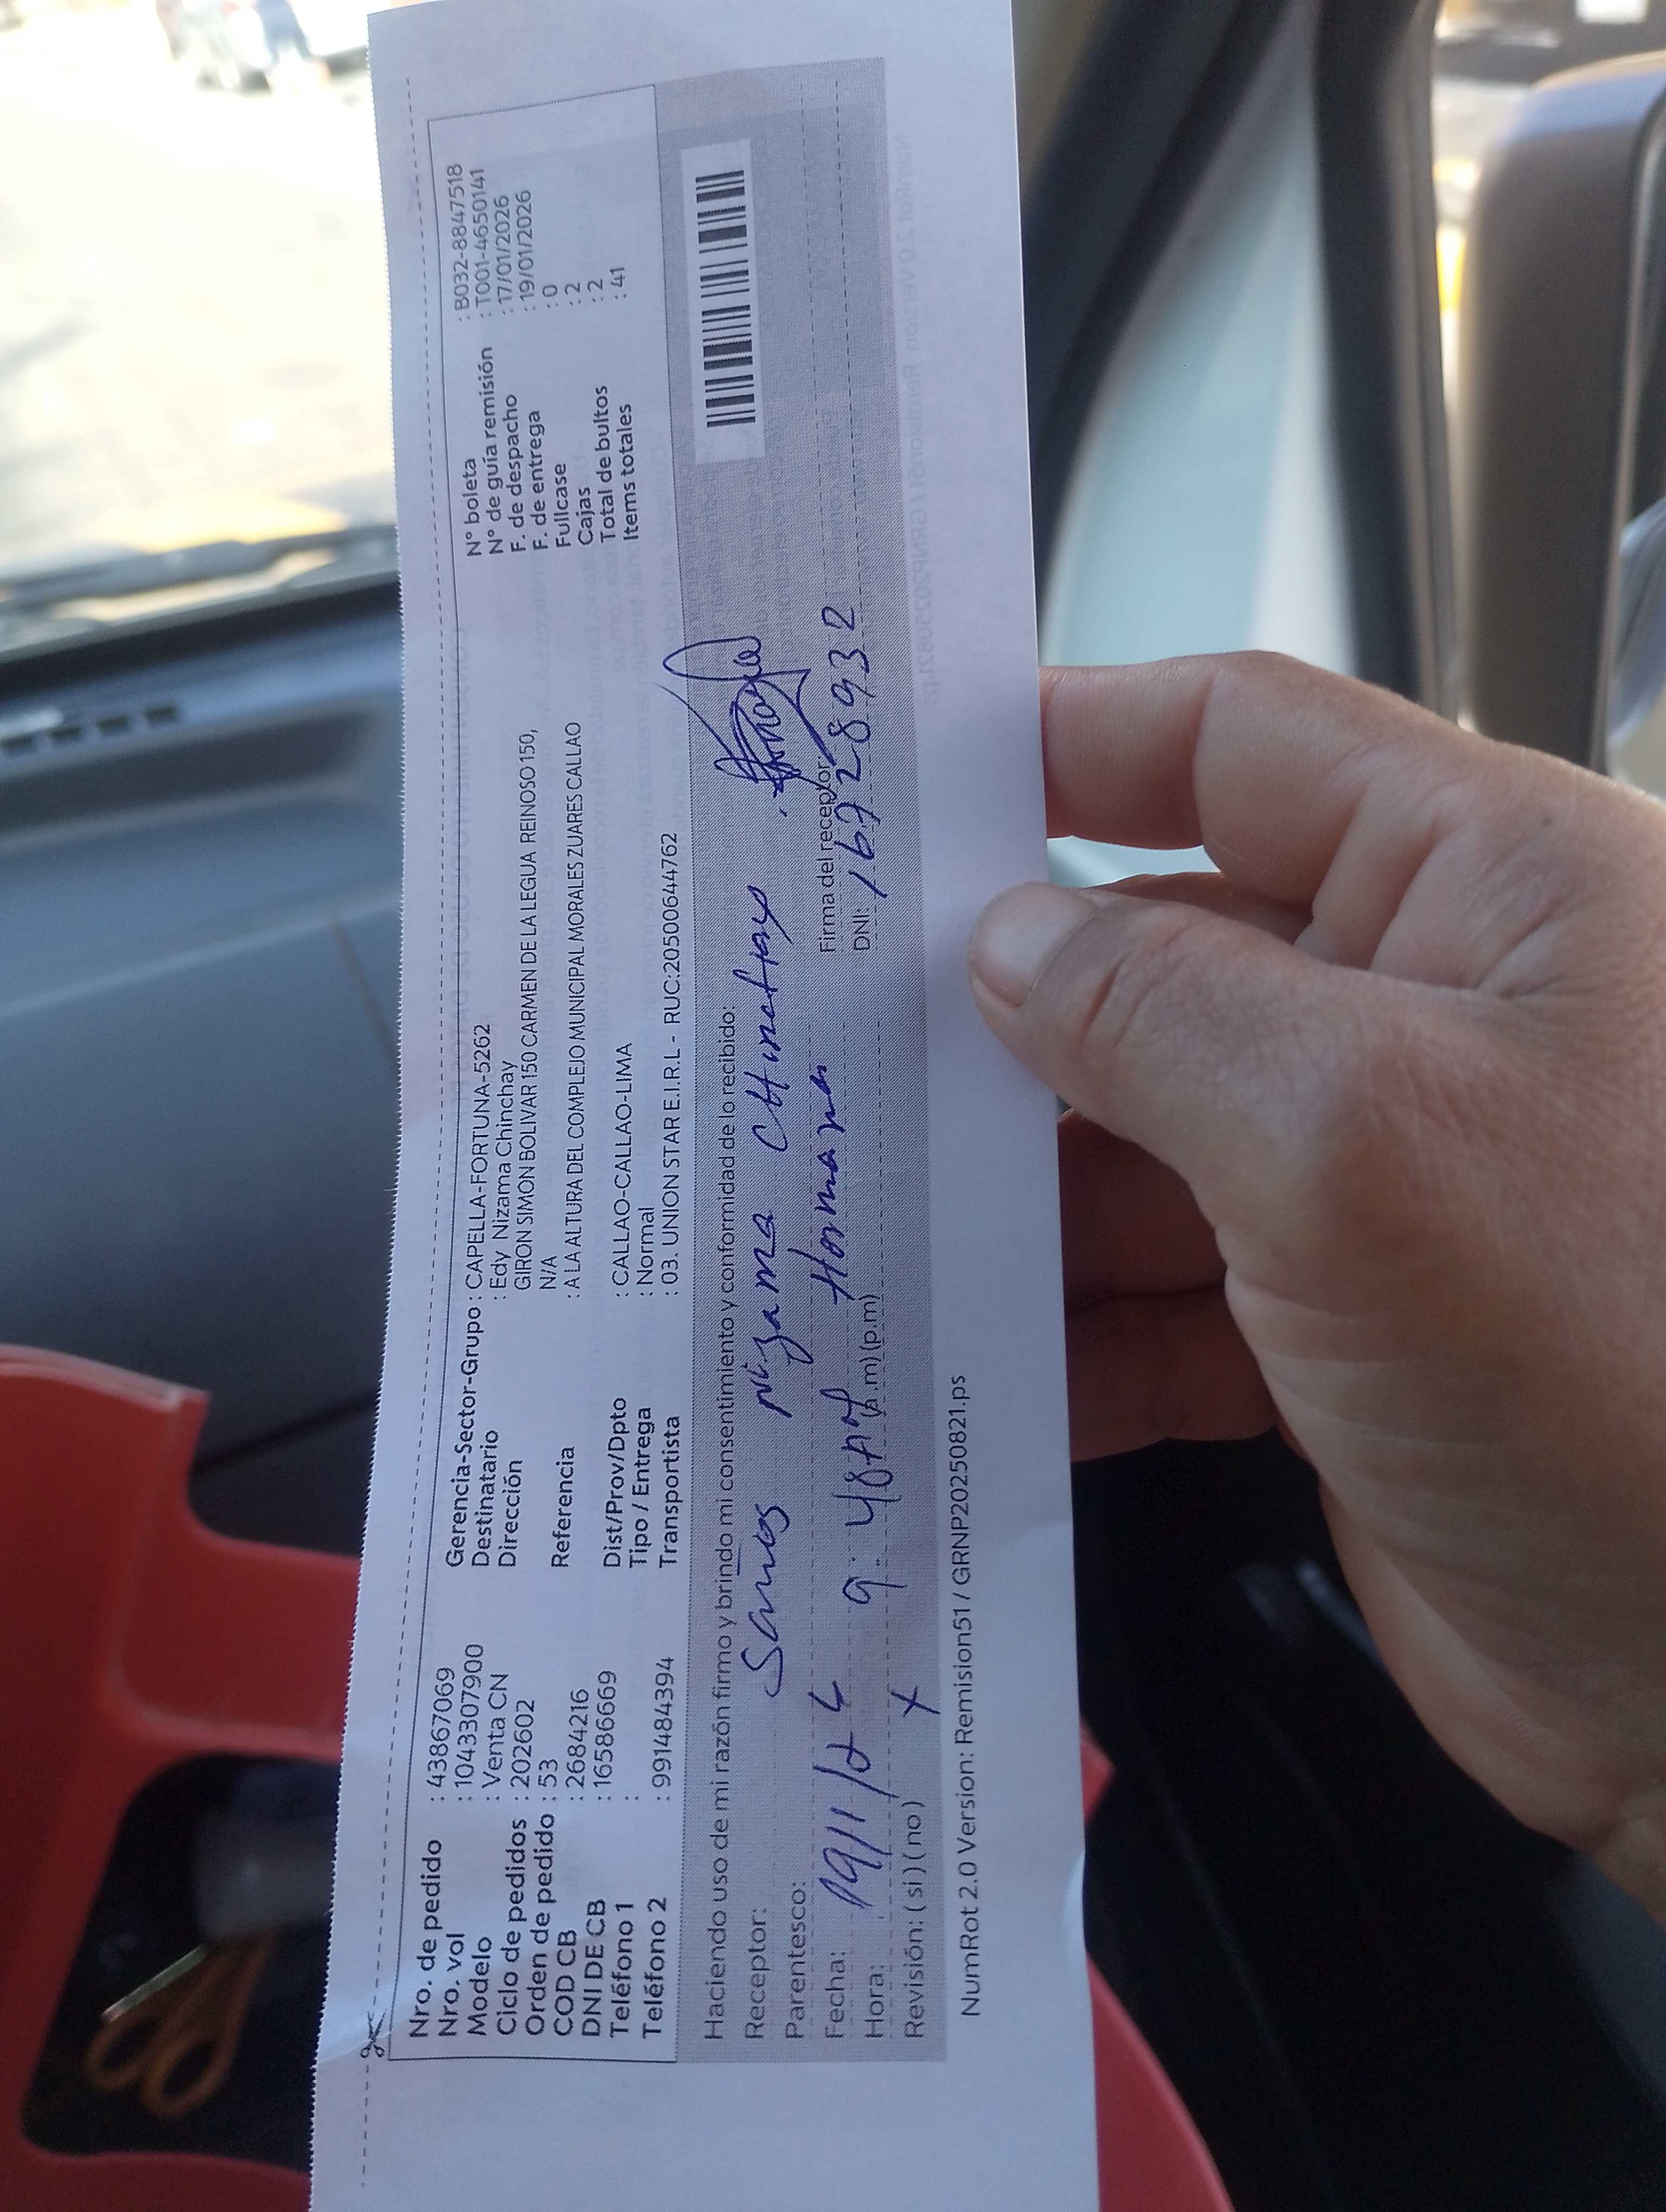 Nro. de pedido : 43867069
Nro. vol : 1043307900
Modelo : Venta CN
Ciclo de pedidos : 202602
Orden de pedido : 53
COD CB : 2684216
DNI DE CB : 16586669
Teléfono 1 :
Teléfono 2 : 991484394
Gerencia-Sector-Grupo : CAPELLA-FORTUNA-5262
Destinatario : Edy Nizama Chinchay
Dirección GIRON SIMON BOLIVAR 150 CARMEN DE LA LEGUA REINOSO 150,
N/A
Referencia : A LA ALTURA DEL COMPLEJO MUNICIPAL MORALES ZUARES CALLAO
Dist/Prov/Dpto : CALLAO-CALLAO-LIMA
Tipo / Entrega : Normal
Transportista : 03. UNION STAR E.I.R.L - RUC:20500644762
N° boleta : B032-8847518
N° de guía remisión : T001-4650141
F. de despacho : 17/01/2026
F. de entrega : 19/01/2026
Fullcase : 0
Cajas : 2
Total de bultos : 2
Items totales : 41
Haciendo uso de mi razón firmo y brindo mi consentimiento y conformidad de lo recibido:
Receptor: Nizama
Parentesco: Hermana
Fecha:
Hora: 9:48 AM (a.m) (p.m)
Revisión: ( si ) ( no ) X
Firma del receptor:
DNI: 16728932
NumRot 2.0 Version: Remision51 / GRNP20250821.ps